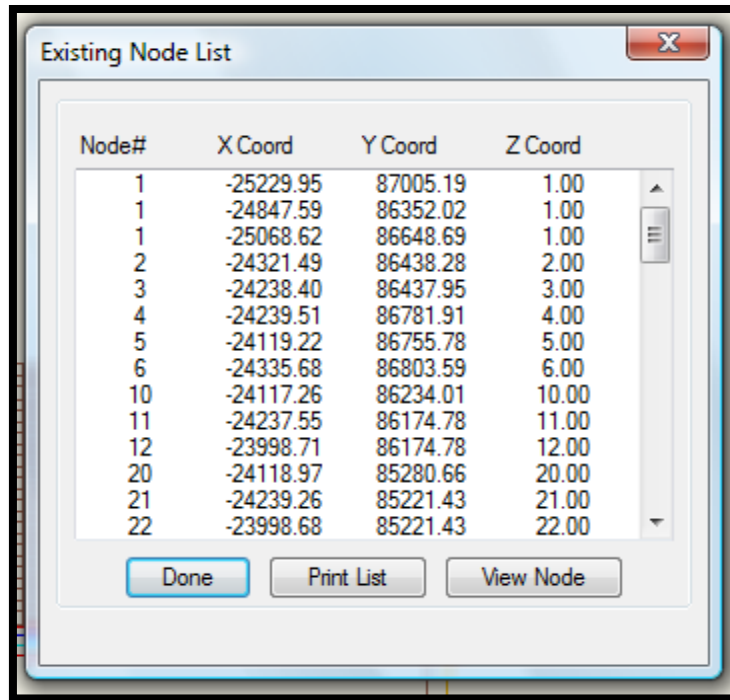 Existing Node List
Node# X Coord Y Coord Z Coord
1 -25229.95 87005.19 1.00
1 -24847.59 86352.02 1.00
1 -25068.62 86648.69 1.00
2 -24321.49 86438.28 2.00
3 -24238.40 86437.95 3.00
4 -24239.51 86781.91 4.00
5 -24119.22 86755.78 5.00
6 -24335.68 86803.59 6.00
10 -24117.26 86234.01 10.00
11 -24237.55 86174.78 11.00
12 -23998.71 86174.78 12.00
20 -24118.97 85280.66 20.00
21 -24239.26 85221.43 21.00
22 -23998.68 85221.43 22.00
Done Print List View Node